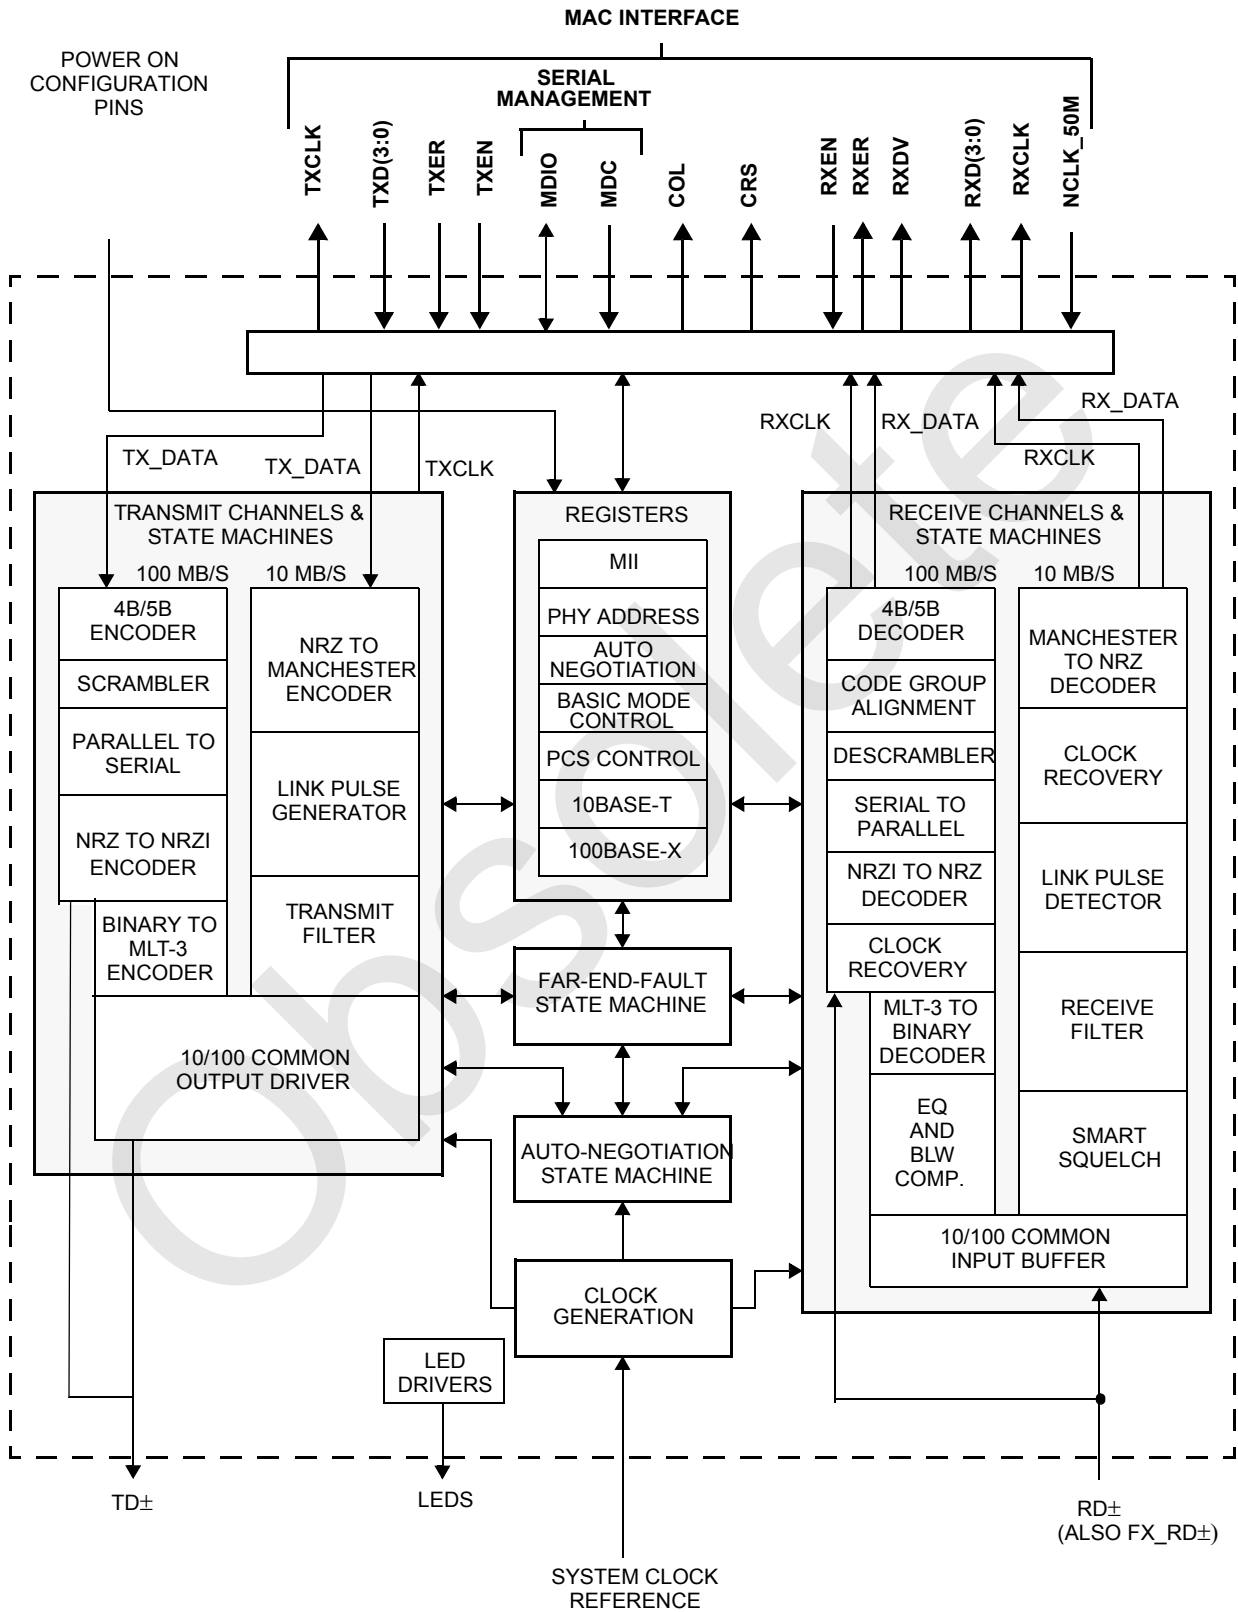 MAC INTERFACE
POWER ON
CONFIGURATION
PINS
SERIAL
MANAGEMENT
TXCLK
TXD(3:0)
TXER
TXEN
MDIO
MDC
COL
CRS
RXEN
RXER
RXDV
RXD(3:0)
RXCLK
NCLK_50M
TX_DATA
TX_DATA
TXCLK
RXCLK
RX_DATA
RXCLK
RX_DATA
TRANSMIT CHANNELS &
STATE MACHINES
100 MB/S
10 MB/S
4B/5B
ENCODER
SCRAMBLER
PARALLEL TO
SERIAL
NRZ TO NRZI
ENCODER
BINARY TO
MLT-3
ENCODER
NRZ TO
MANCHESTER
ENCODER
LINK PULSE
GENERATOR
TRANSMIT
FILTER
10/100 COMMON
OUTPUT DRIVER
REGISTERS
MII
PHY ADDRESS
AUTO
NEGOTIATION
BASIC MODE
CONTROL
PCS CONTROL
10BASE-T
100BASE-X
FAR-END-FAULT
STATE MACHINE
AUTO-NEGOTIATION
STATE MACHINE
CLOCK
GENERATION
RECEIVE CHANNELS &
STATE MACHINES
100 MB/S
10 MB/S
4B/5B
DECODER
CODE GROUP
ALIGNMENT
DESCRAMBLER
SERIAL TO
PARALLEL
NRZI TO NRZ
DECODER
CLOCK
RECOVERY
MLT-3 TO
BINARY
DECODER
EQ
AND
BLW
COMP.
MANCHESTER
TO NRZ
DECODER
CLOCK
RECOVERY
LINK PULSE
DETECTOR
RECEIVE
FILTER
SMART
SQUELCH
10/100 COMMON
INPUT BUFFER
LED
DRIVERS
TD±
LEDS
RD±
(ALSO FX_RD±)
SYSTEM CLOCK
REFERENCE
Obsolete